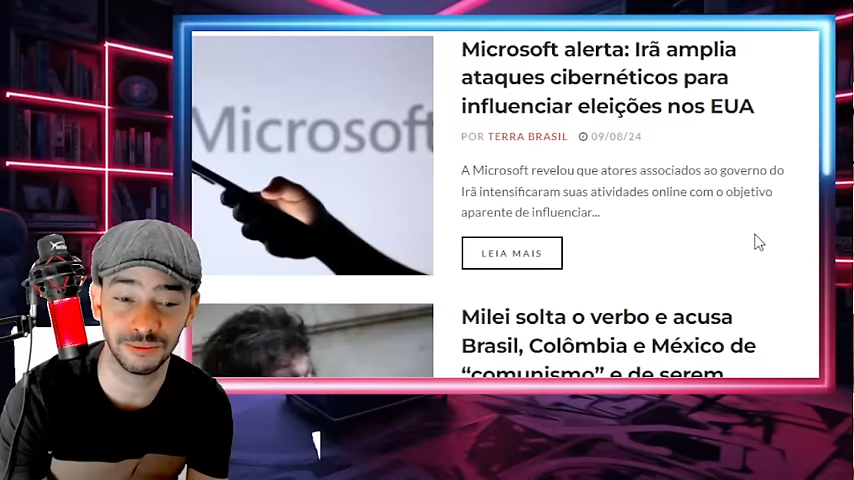 Microsoft
Microsoft alerta: Irã amplia
ataques cibernéticos para
influenciar eleições nos EUA
POR TERRA BRASIL 09/08/24
A Microsoft revelou que atores associados ao governo do
Irã intensificaram suas atividades online com o objetivo
aparente de influenciar...
LEIA MAIS
Milei solta o verbo e acusa
Brasil, Colômbia e México de
“comunismo” e de serem